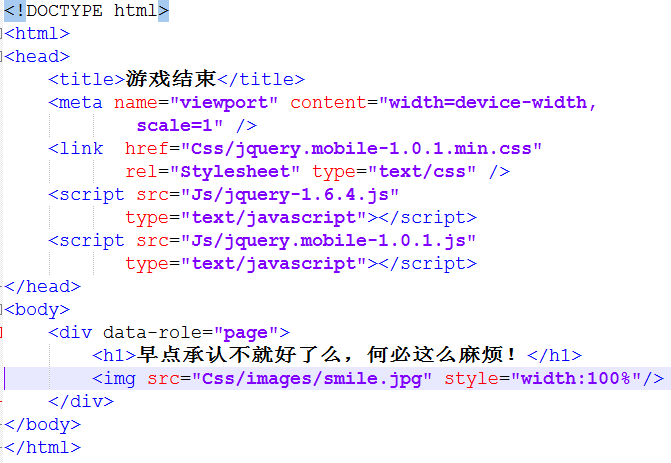 <!DOCTYPE html>
<html>
<head>
    <title>游戏结束</title>
    <meta name="viewport" content="width=device-width,
            scale=1" />
    <link  href="Css/jquery.mobile-1.0.1.min.css"
           rel="Stylesheet" type="text/css" />
    <script src="Js/jquery-1.6.4.js"
           type="text/javascript"></script>
    <script src="Js/jquery.mobile-1.0.1.js"
           type="text/javascript"></script>
</head>
<body>
    <div data-role="page">
        <h1>早点承认不就好了么，何必这么麻烦！</h1>
        <img src="Css/images/smile.jpg" style="width:100%"/>
    </div>
</body>
</html>